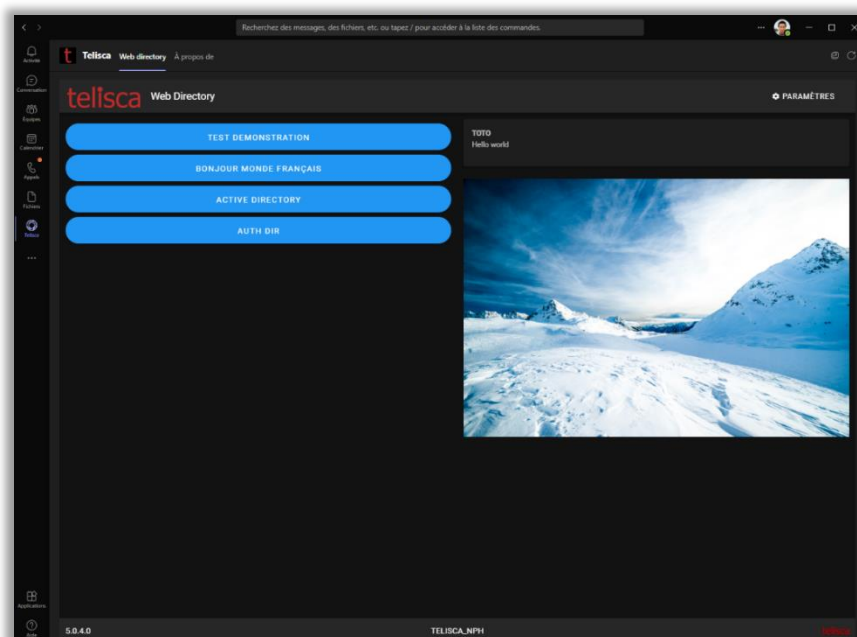 Recherchez des messages, des fichiers, etc. ou tapez / pour accéder à la liste des commandes.
Activité
Conversation
Équipes
Calendrier
Appels
Fichiers
Telisca
Applications
Aide
t Telisca Web directory À propos de
telisca Web Directory
PARAMÈTRES
TEST DEMONSTRATION
BONJOUR MONDE FRANÇAIS
ACTIVE DIRECTORY
AUTH DIR
TOTO
Hello world
5.0.4.0 TELISCA_NPH telisca